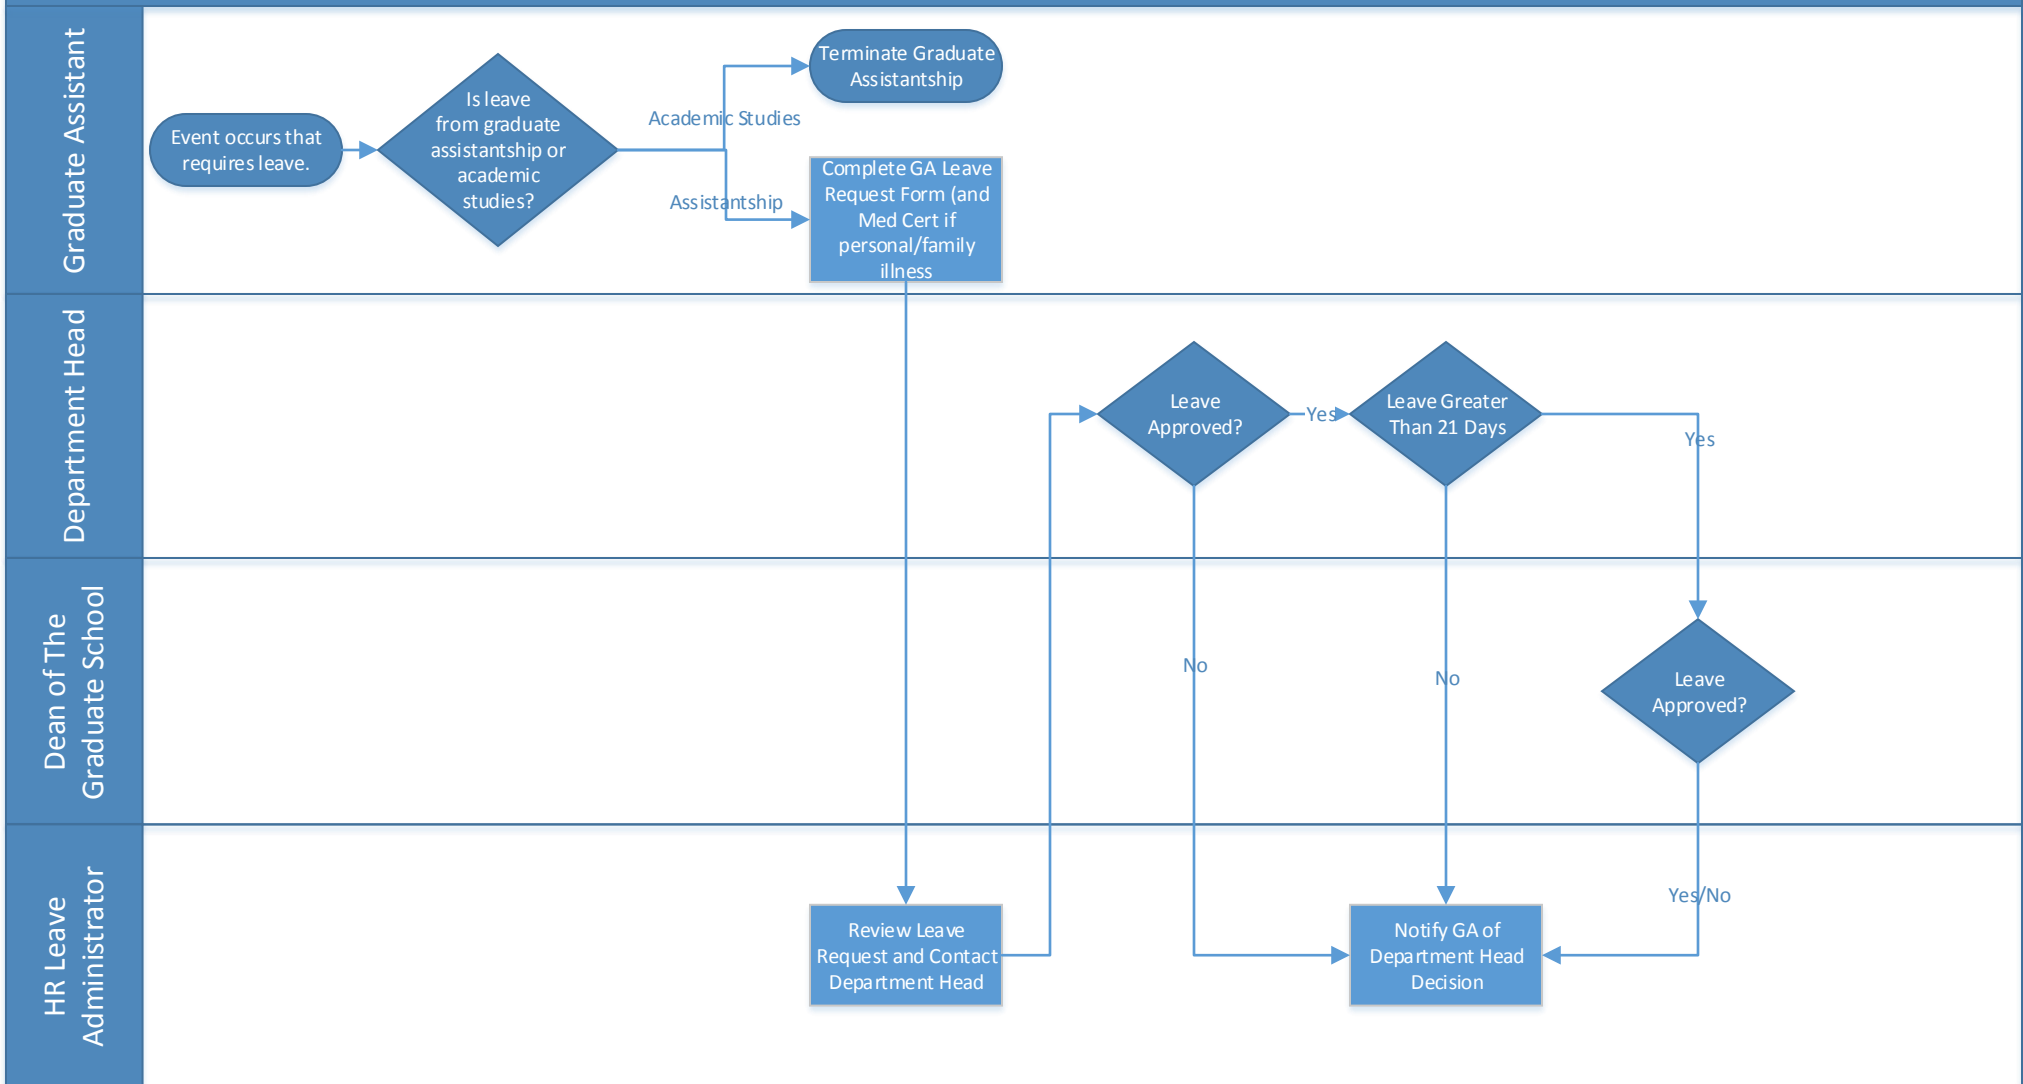 Graduate Assistant
Event occurs that
requires leave.
Is leave
from graduate
assistantship or
academic
studies?
Academic Studies
Assistantship
Terminate Graduate
Assistantship
Complete GA Leave
Request Form (and
Med Cert if
personal/family
illness
Department Head
Leave
Approved?
Yes
Leave Greater
Than 21 Days
Yes
Dean of The
Graduate School
No
No
Leave
Approved?
HR Leave
Administrator
Review Leave
Request and Contact
Department Head
Notify GA of
Department Head
Decision
Yes/No